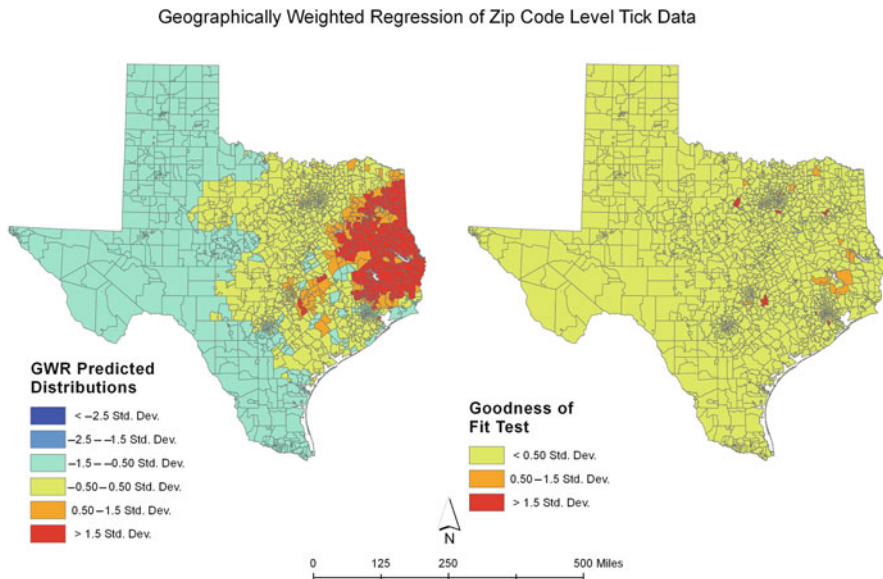 Geographically Weighted Regression of Zip Code Level Tick Data
GWR Predicted
Distributions
< –2.5 Std. Dev.
–2.5 – –1.5 Std. Dev.
–1.5 – –0.50 Std. Dev.
–0.50 – 0.50 Std. Dev.
0.50 – 1.5 Std. Dev.
> 1.5 Std. Dev.
Goodness of
Fit Test
< 0.50 Std. Dev.
0.50 – 1.5 Std. Dev.
> 1.5 Std. Dev.
N
0 125 250 500 Miles